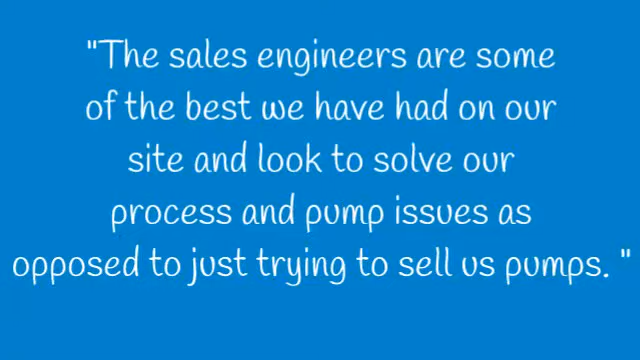 "The sales engineers are some
of the best we have had on our
site and look to solve our
process and pump issues as
opposed to just trying to sell us pumps. "